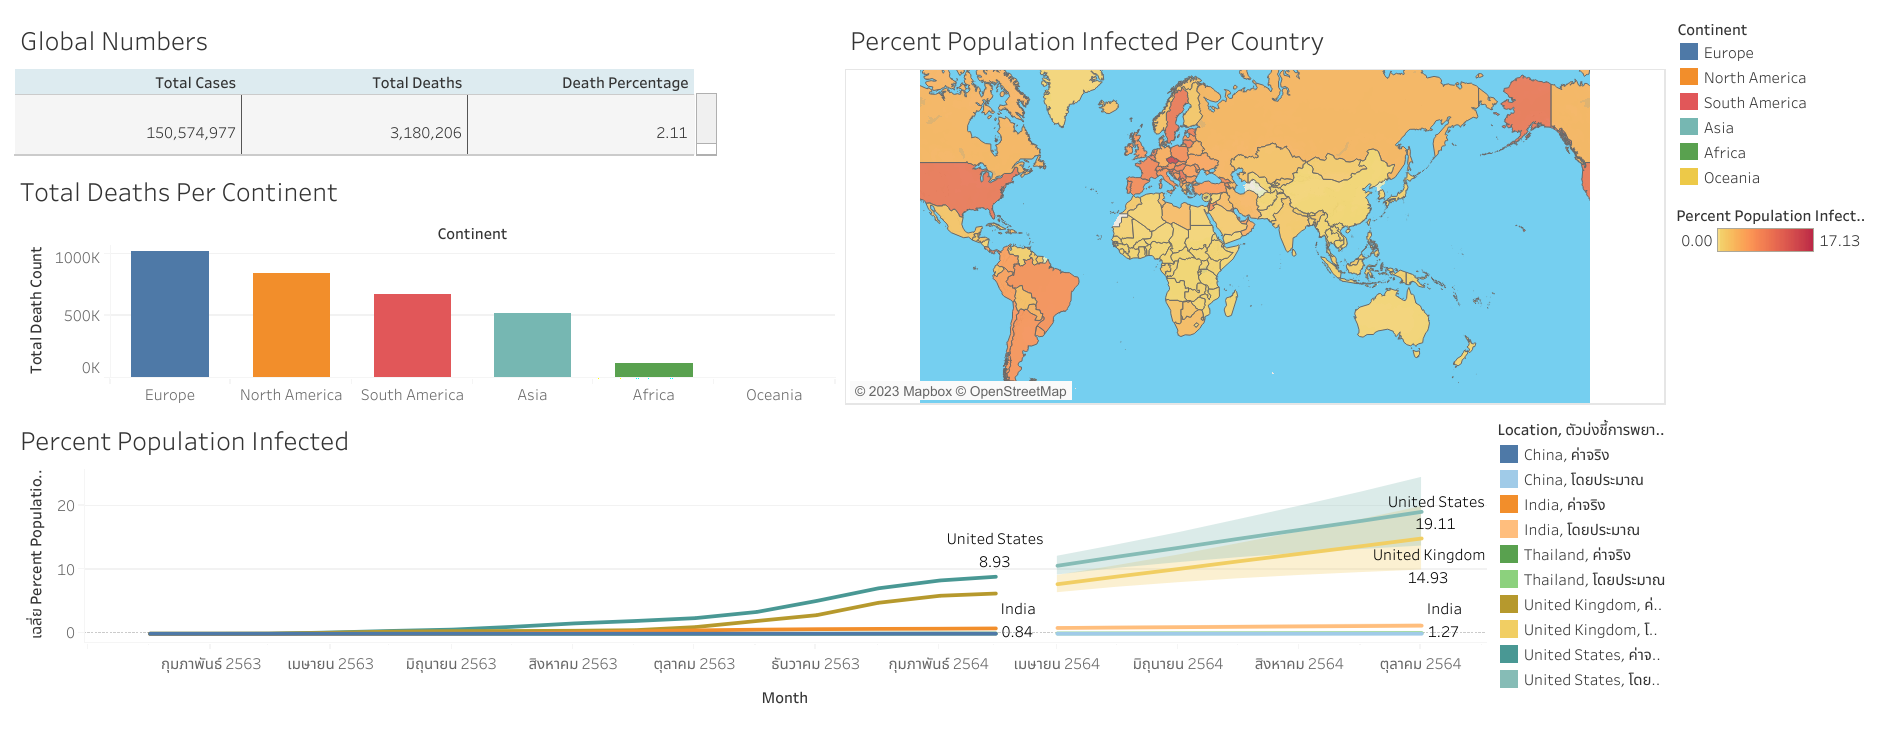 Global Numbers
Total Cases Total Deaths Death Percentage
150,574,977 3,180,206 2.11
Total Deaths Per Continent
Continent
Total Death Count
1000K
500K
0K
Europe North America South America Asia Africa Oceania
Percent Population Infected Per Country
© 2023 Mapbox © OpenStreetMap
Continent
Europe
North America
South America
Asia
Africa
Oceania
Percent Population Infect..
0.00 17.13
Percent Population Infected
เฉลี่ย Percent Populatio..
20
10
0
United States
8.93
India
0.84
United States
19.11
United Kingdom
14.93
India
1.27
กุมภาพันธ์ 2563 เมษายน 2563 มิถุนายน 2563 สิงหาคม 2563 ตุลาคม 2563 ธันวาคม 2563 กุมภาพันธ์ 2564 เมษายน 2564 มิถุนายน 2564 สิงหาคม 2564 ตุลาคม 2564
Month
Location, ตัวบ่งชี้การพยา..
China, ค่าจริง
China, โดยประมาณ
India, ค่าจริง
India, โดยประมาณ
Thailand, ค่าจริง
Thailand, โดยประมาณ
United Kingdom, ค่..
United Kingdom, โ..
United States, ค่าจ..
United States, โดย..